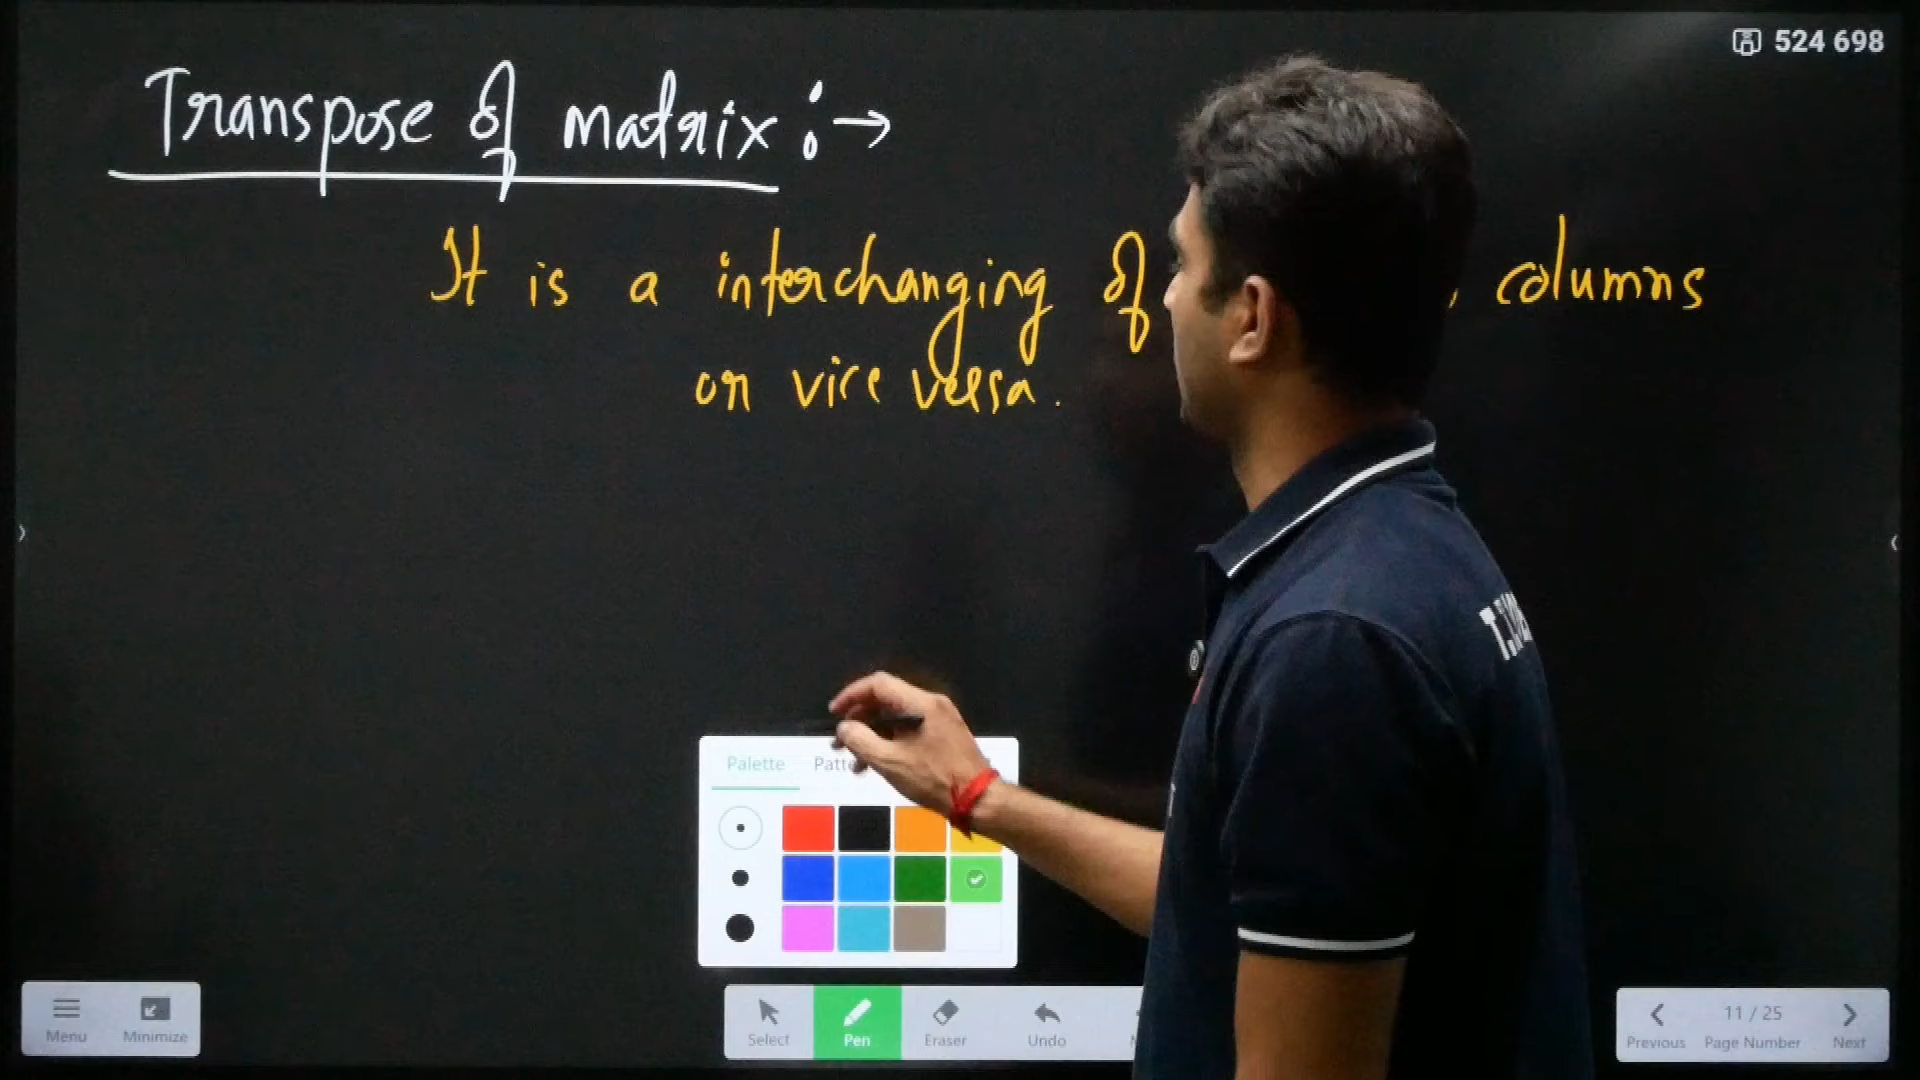 524 698
Transpose of matrix :→
It is a interchanging of columns
or vice versa.
Palette
Menu
Minimize
Select
Pen
Eraser
Undo
Previous
11 / 25
Page Number
Next